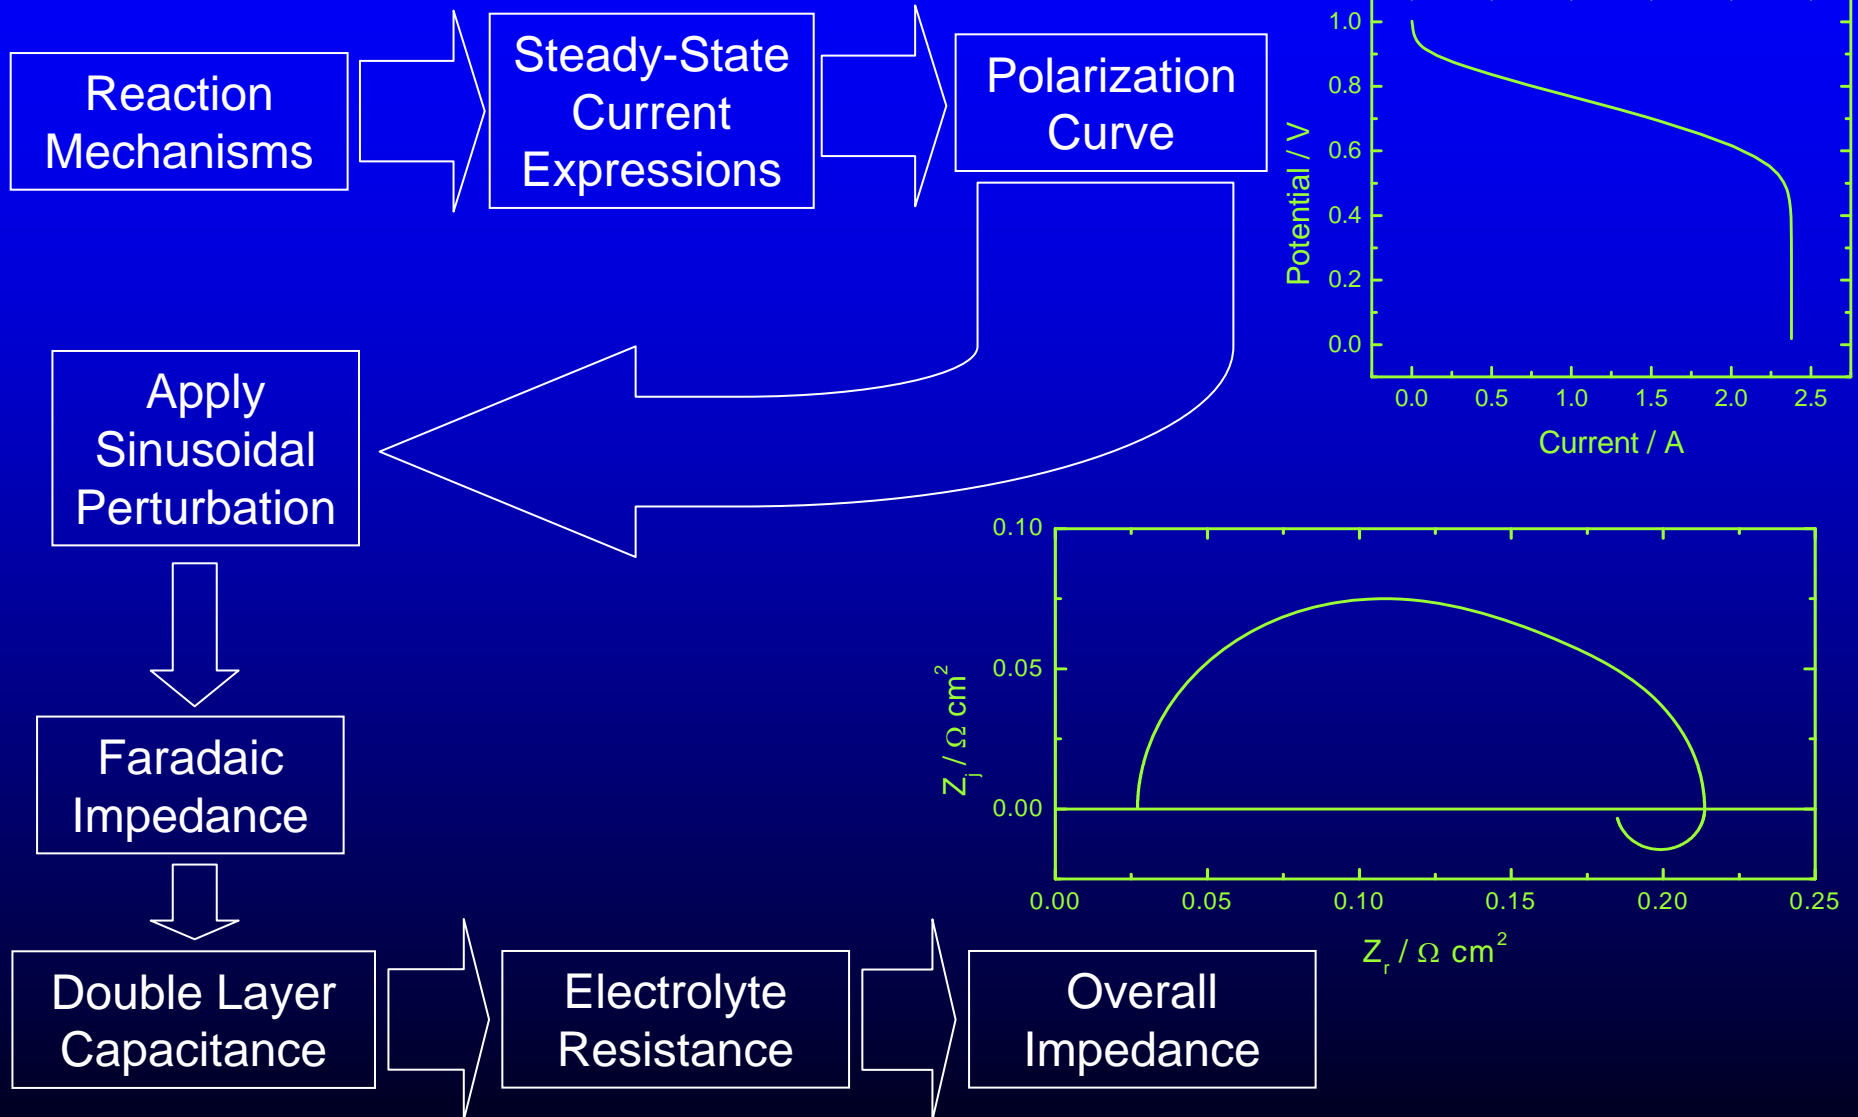 Reaction
Mechanisms
Steady-State
Current
Expressions
Polarization
Curve
1.0
0.8
0.6
0.4
0.2
0.0
Potential / V
0.0 0.5 1.0 1.5 2.0 2.5
Current / A
Apply
Sinusoidal
Perturbation
Faradaic
Impedance
0.10
0.05
0.00
Z_j / Ω cm²
0.00 0.05 0.10 0.15 0.20 0.25
Z_r / Ω cm²
Double Layer
Capacitance
Electrolyte
Resistance
Overall
Impedance